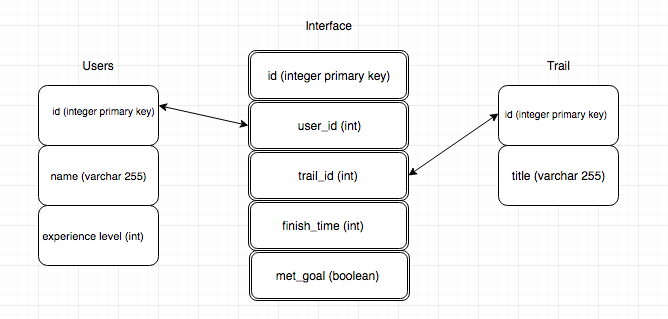 Interface
Users
Trail
id (integer primary key)
user_id (int)
trail_id (int)
finish_time (int)
met_goal (boolean)
id (integer primary key)
name (varchar 255)
experience level (int)
id (integer primary key)
title (varchar 255)